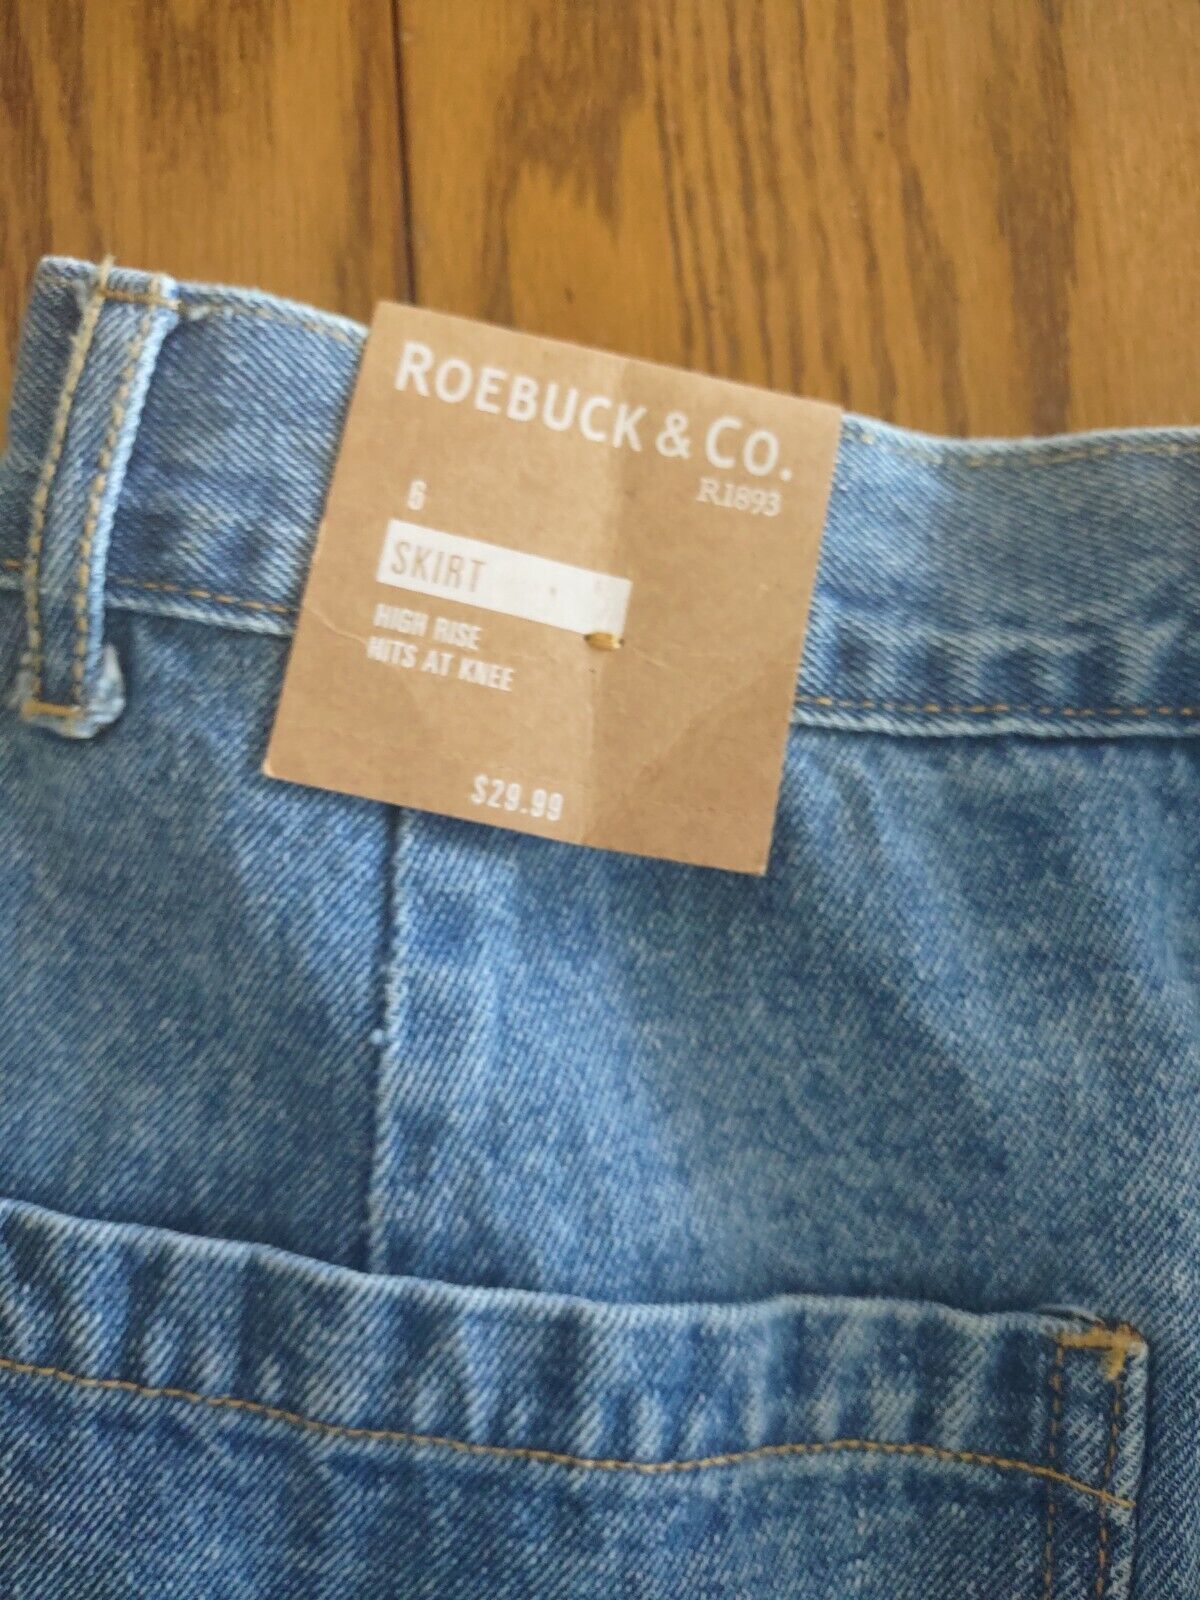 ROEBUCK & CO.
R1893
6
SKIRT
HIGH RISE
HITS AT KNEE
$29.99